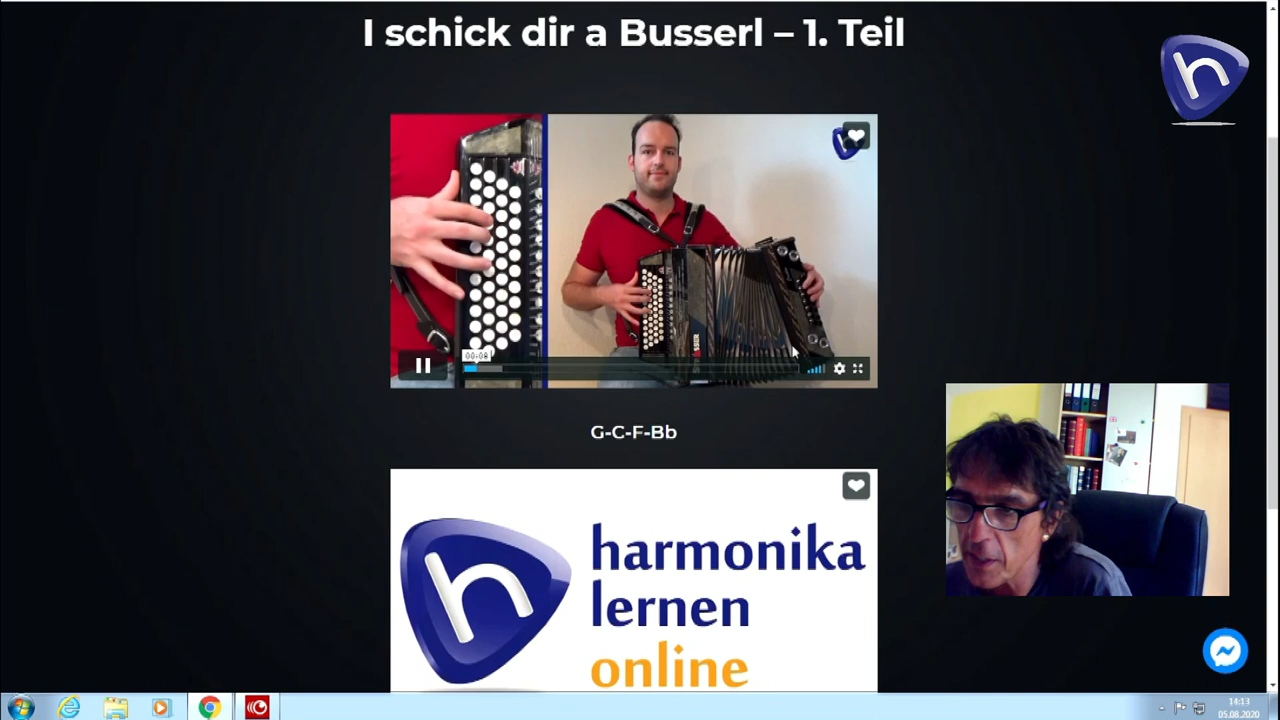 I schick dir a Busserl – 1. Teil
h
00:08
G-C-F-Bb
h
harmonika
lernen
online
14:13
05.08.2020